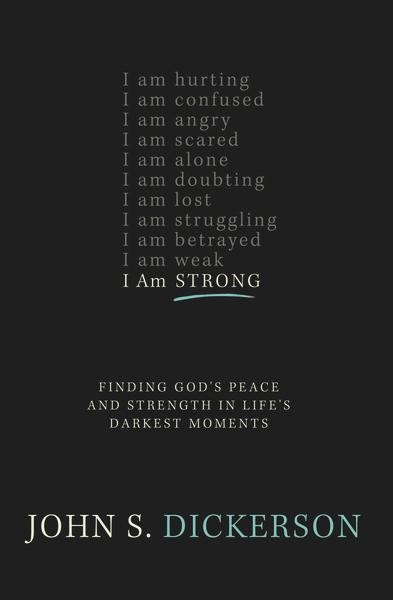 I am hurting
I am confused
I am angry
I am scared
I am alone
I am doubting
I am lost
I am struggling
I am betrayed
I am weak
I Am STRONG
FINDING GOD'S PEACE
AND STRENGTH IN LIFE'S
DARKEST MOMENTS
JOHN S. DICKERSON